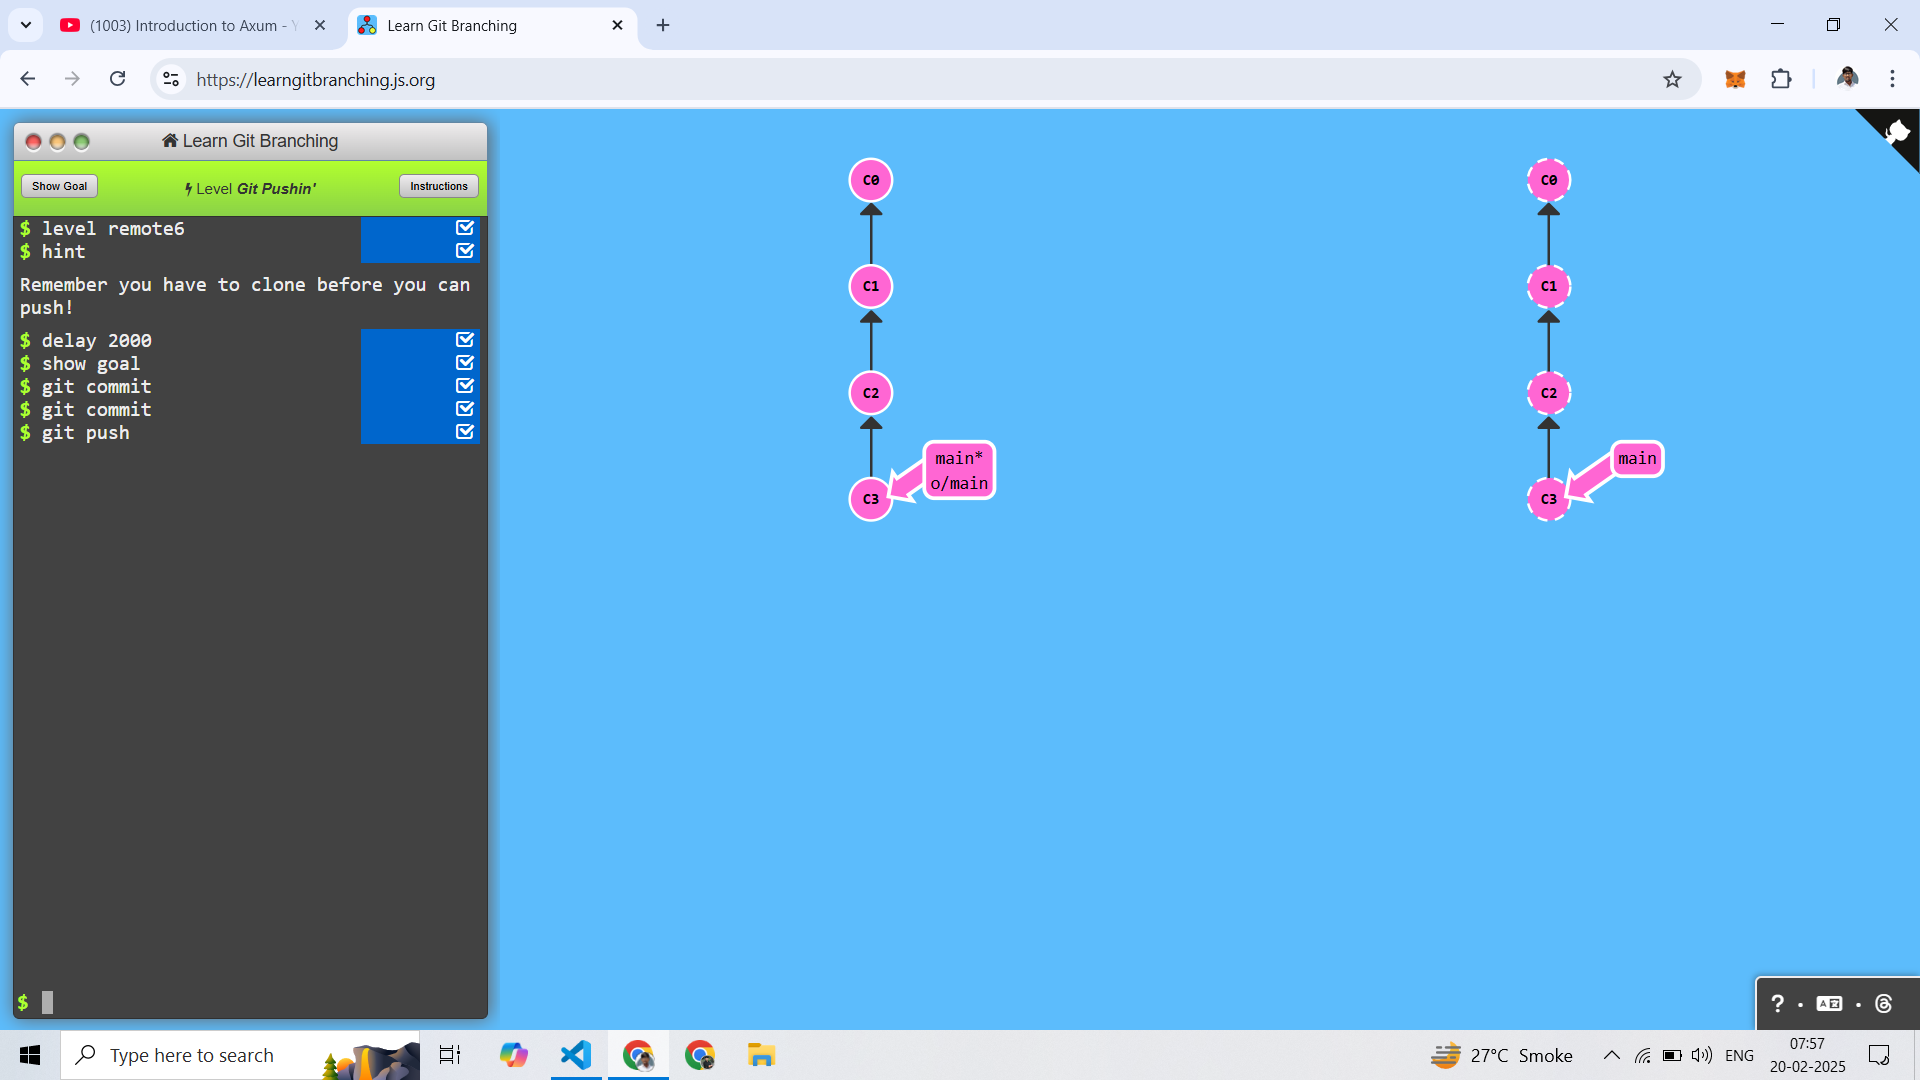 (1003) Introduction to Axum -
Learn Git Branching
https://learngitbranching.js.org
Learn Git Branching
Show Goal
Level Git Pushin'
Instructions
$ level remote6
$ hint
Remember you have to clone before you can
push!
$ delay 2000
$ show goal
$ git commit
$ git commit
$ git push
$
C0
C1
C2
C3
main*
o/main
C0
C1
C2
C3
main
?
Type here to search
27°C Smoke
ENG
07:57
20-02-2025